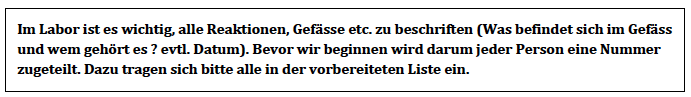 Im Labor ist es wichtig, alle Reaktionen, Gefässe etc. zu beschriften (Was befindet sich im Gefäss
und wem gehört es ? evtl. Datum). Bevor wir beginnen wird darum jeder Person eine Nummer
zugeteilt. Dazu tragen sich bitte alle in der vorbereiteten Liste ein.